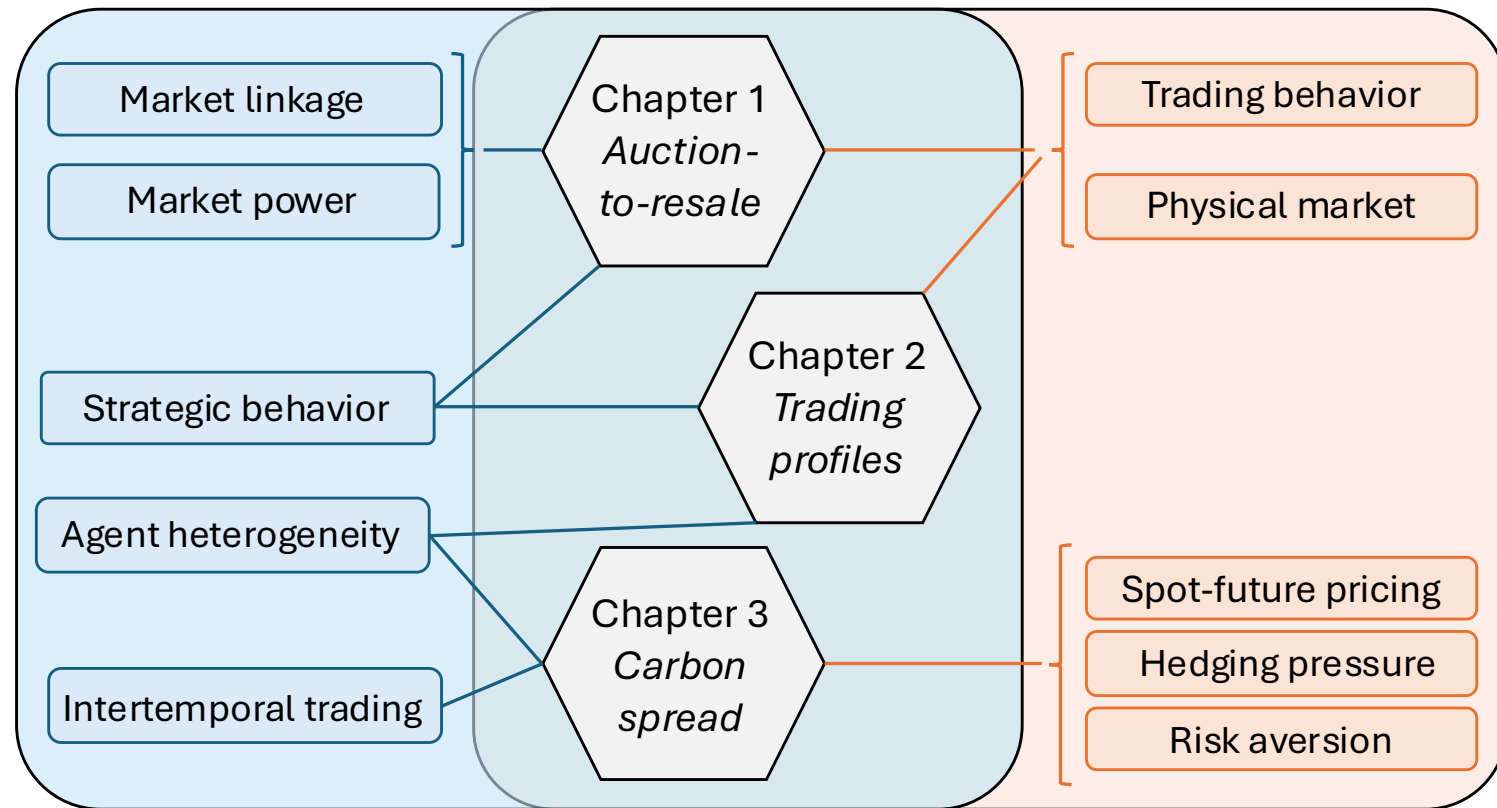 Market linkage
Market power
Strategic behavior
Agent heterogeneity
Intertemporal trading
Chapter 1
Auction-
to-resale
Chapter 2
Trading
profiles
Chapter 3
Carbon
spread
Trading behavior
Physical market
Spot-future pricing
Hedging pressure
Risk aversion